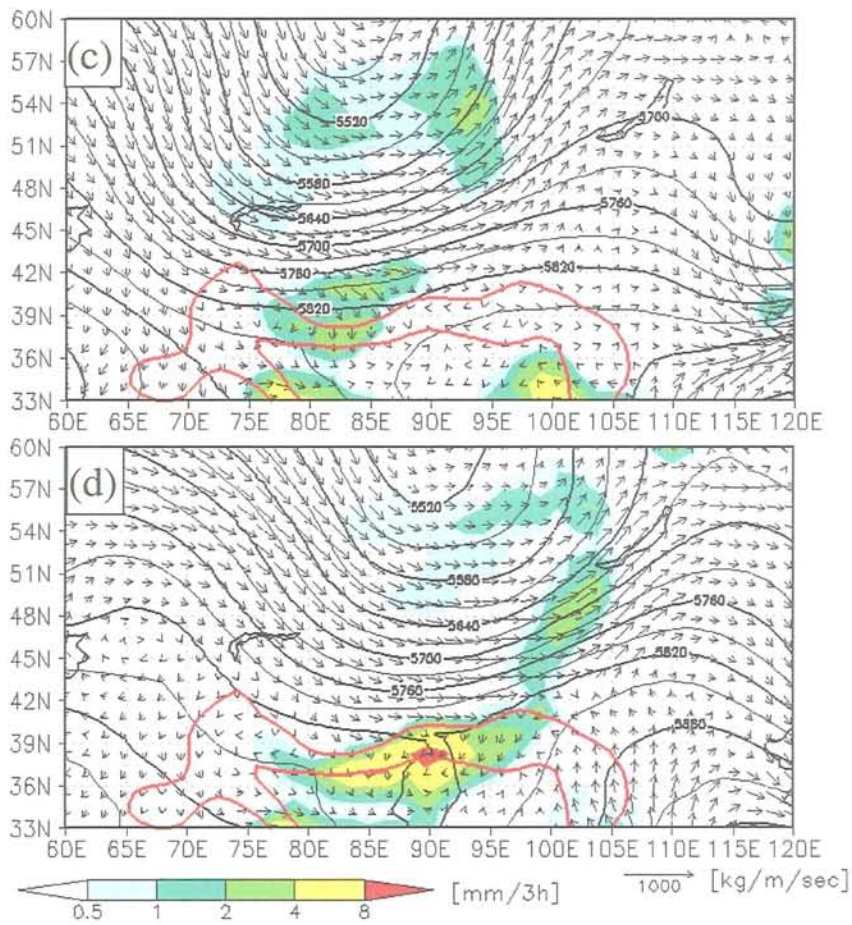 60N
(c)
57N
54N
5520
5700
51N
5580
48N
5640
5760
45N
5700
42N
5760
5820
39N
5820
36N
33N
60E 65E 70E 75E 80E 85E 90E 95E 100E 105E 110E 115E 120E
60N
(d)
57N
5520
54N
51N
5580
5760
48N
5640
5820
45N
5700
42N
5760
5880
39N
36N
33N
60E 65E 70E 75E 80E 85E 90E 95E 100E 105E 110E 115E 120E
0.5 1 2 4 8 [mm/3h]
1000 [kg/m/sec]